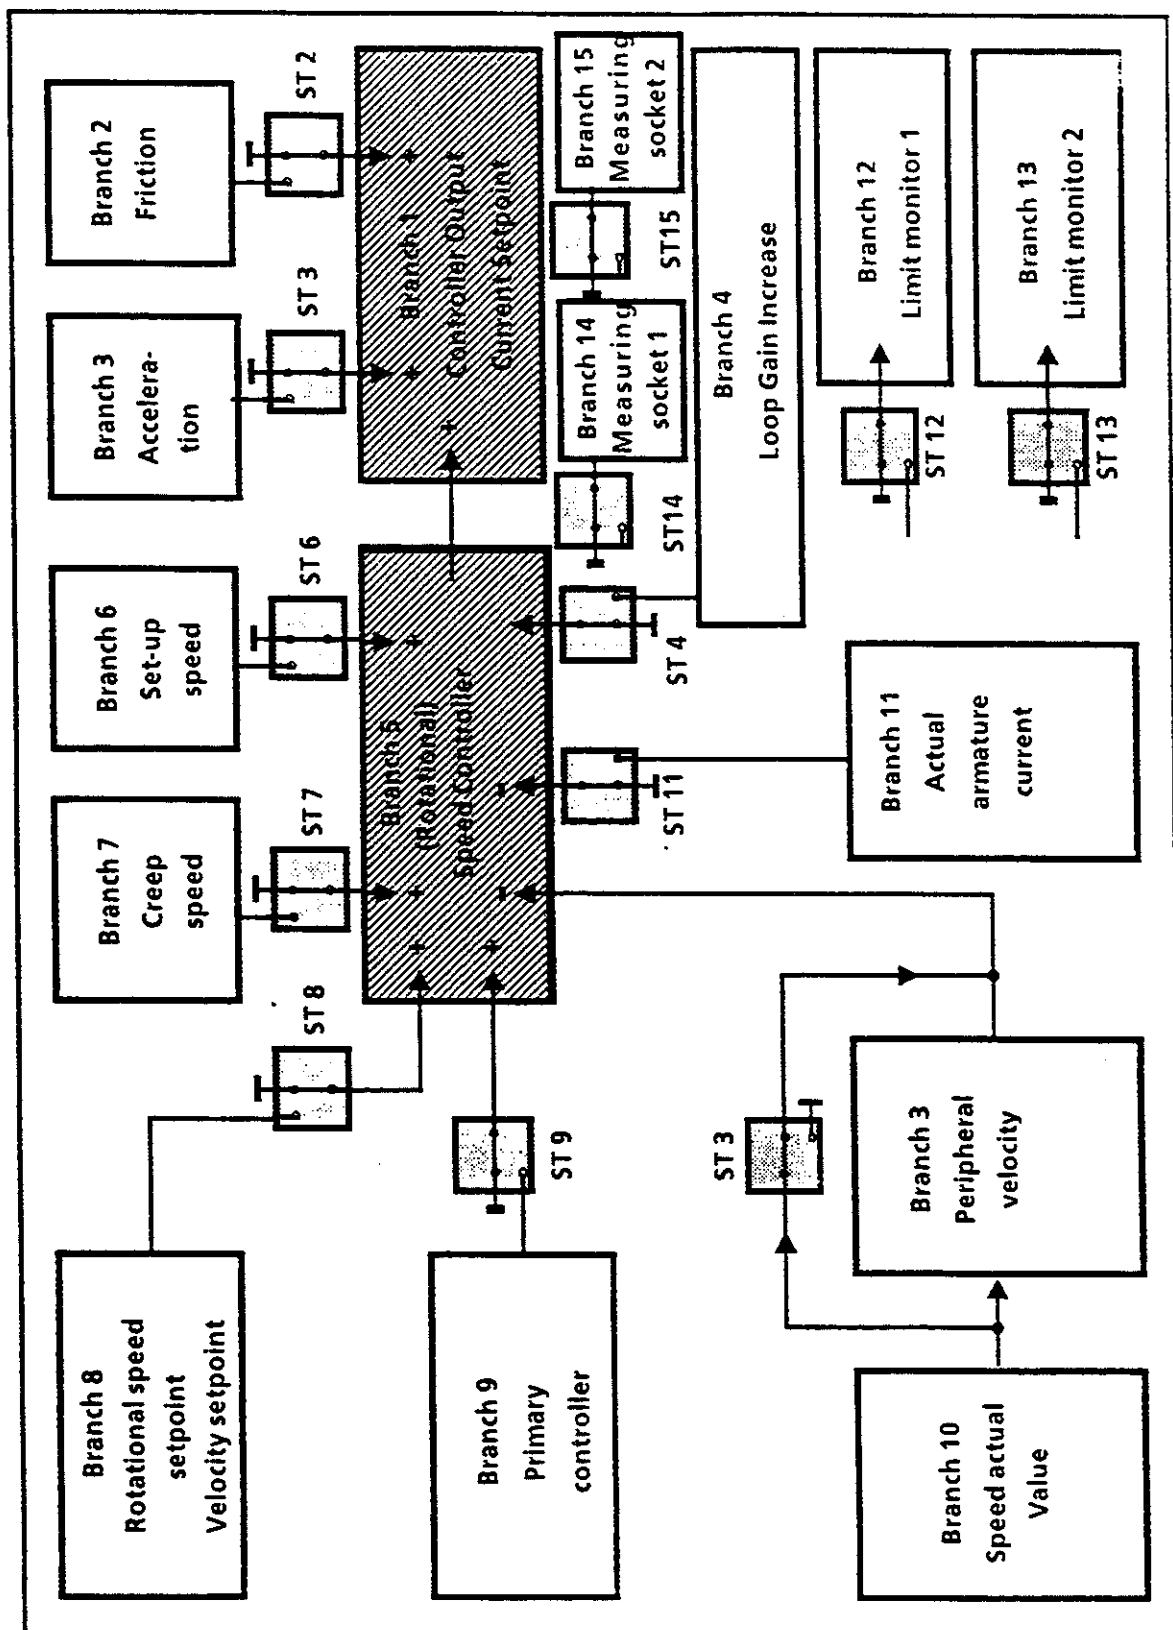 Branch 8
Rotational speed
setpoint
Velocity setpoint
ST 8
Branch 7
Creep
speed
ST 7
Branch 6
Set-up
speed
ST 6
Branch 3
Accelera-
tion
ST 3
Branch 2
Friction
ST 2
Branch 9
Primary
controller
ST 9
+
+
+
+
-
-
Branch 5
(Rotational)
Speed Controller
+
+
+
Branch 1
Controller Output
Current Setpoint
ST 11
ST 4
ST14
Branch 14
Measuring
socket 1
ST15
Branch 15
Measuring
socket 2
Branch 4
Loop Gain Increase
Branch 10
Speed actual
Value
ST 3
Branch 3
Peripheral
velocity
Branch 11
Actual
armature
current
ST 12
Branch 12
Limit monitor 1
ST 13
Branch 13
Limit monitor 2